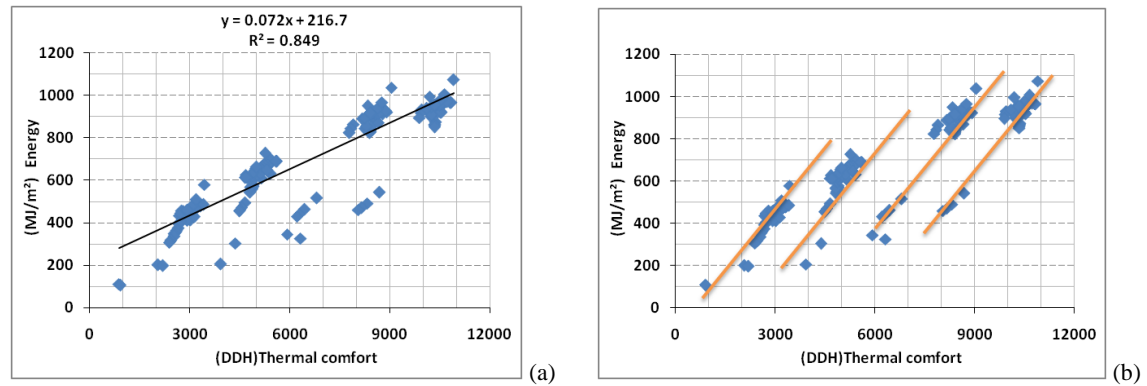 y = 0.072x + 216.7
R² = 0.849
1200
1000
800
600
400
200
0
0 3000 6000 9000 12000
(MJ/m²) Energy
(DDH)Thermal comfort
(a)
1200
1000
800
600
400
200
0
0 3000 6000 9000 12000
(MJ/m²) Energy
(DDH)Thermal comfort
(b)